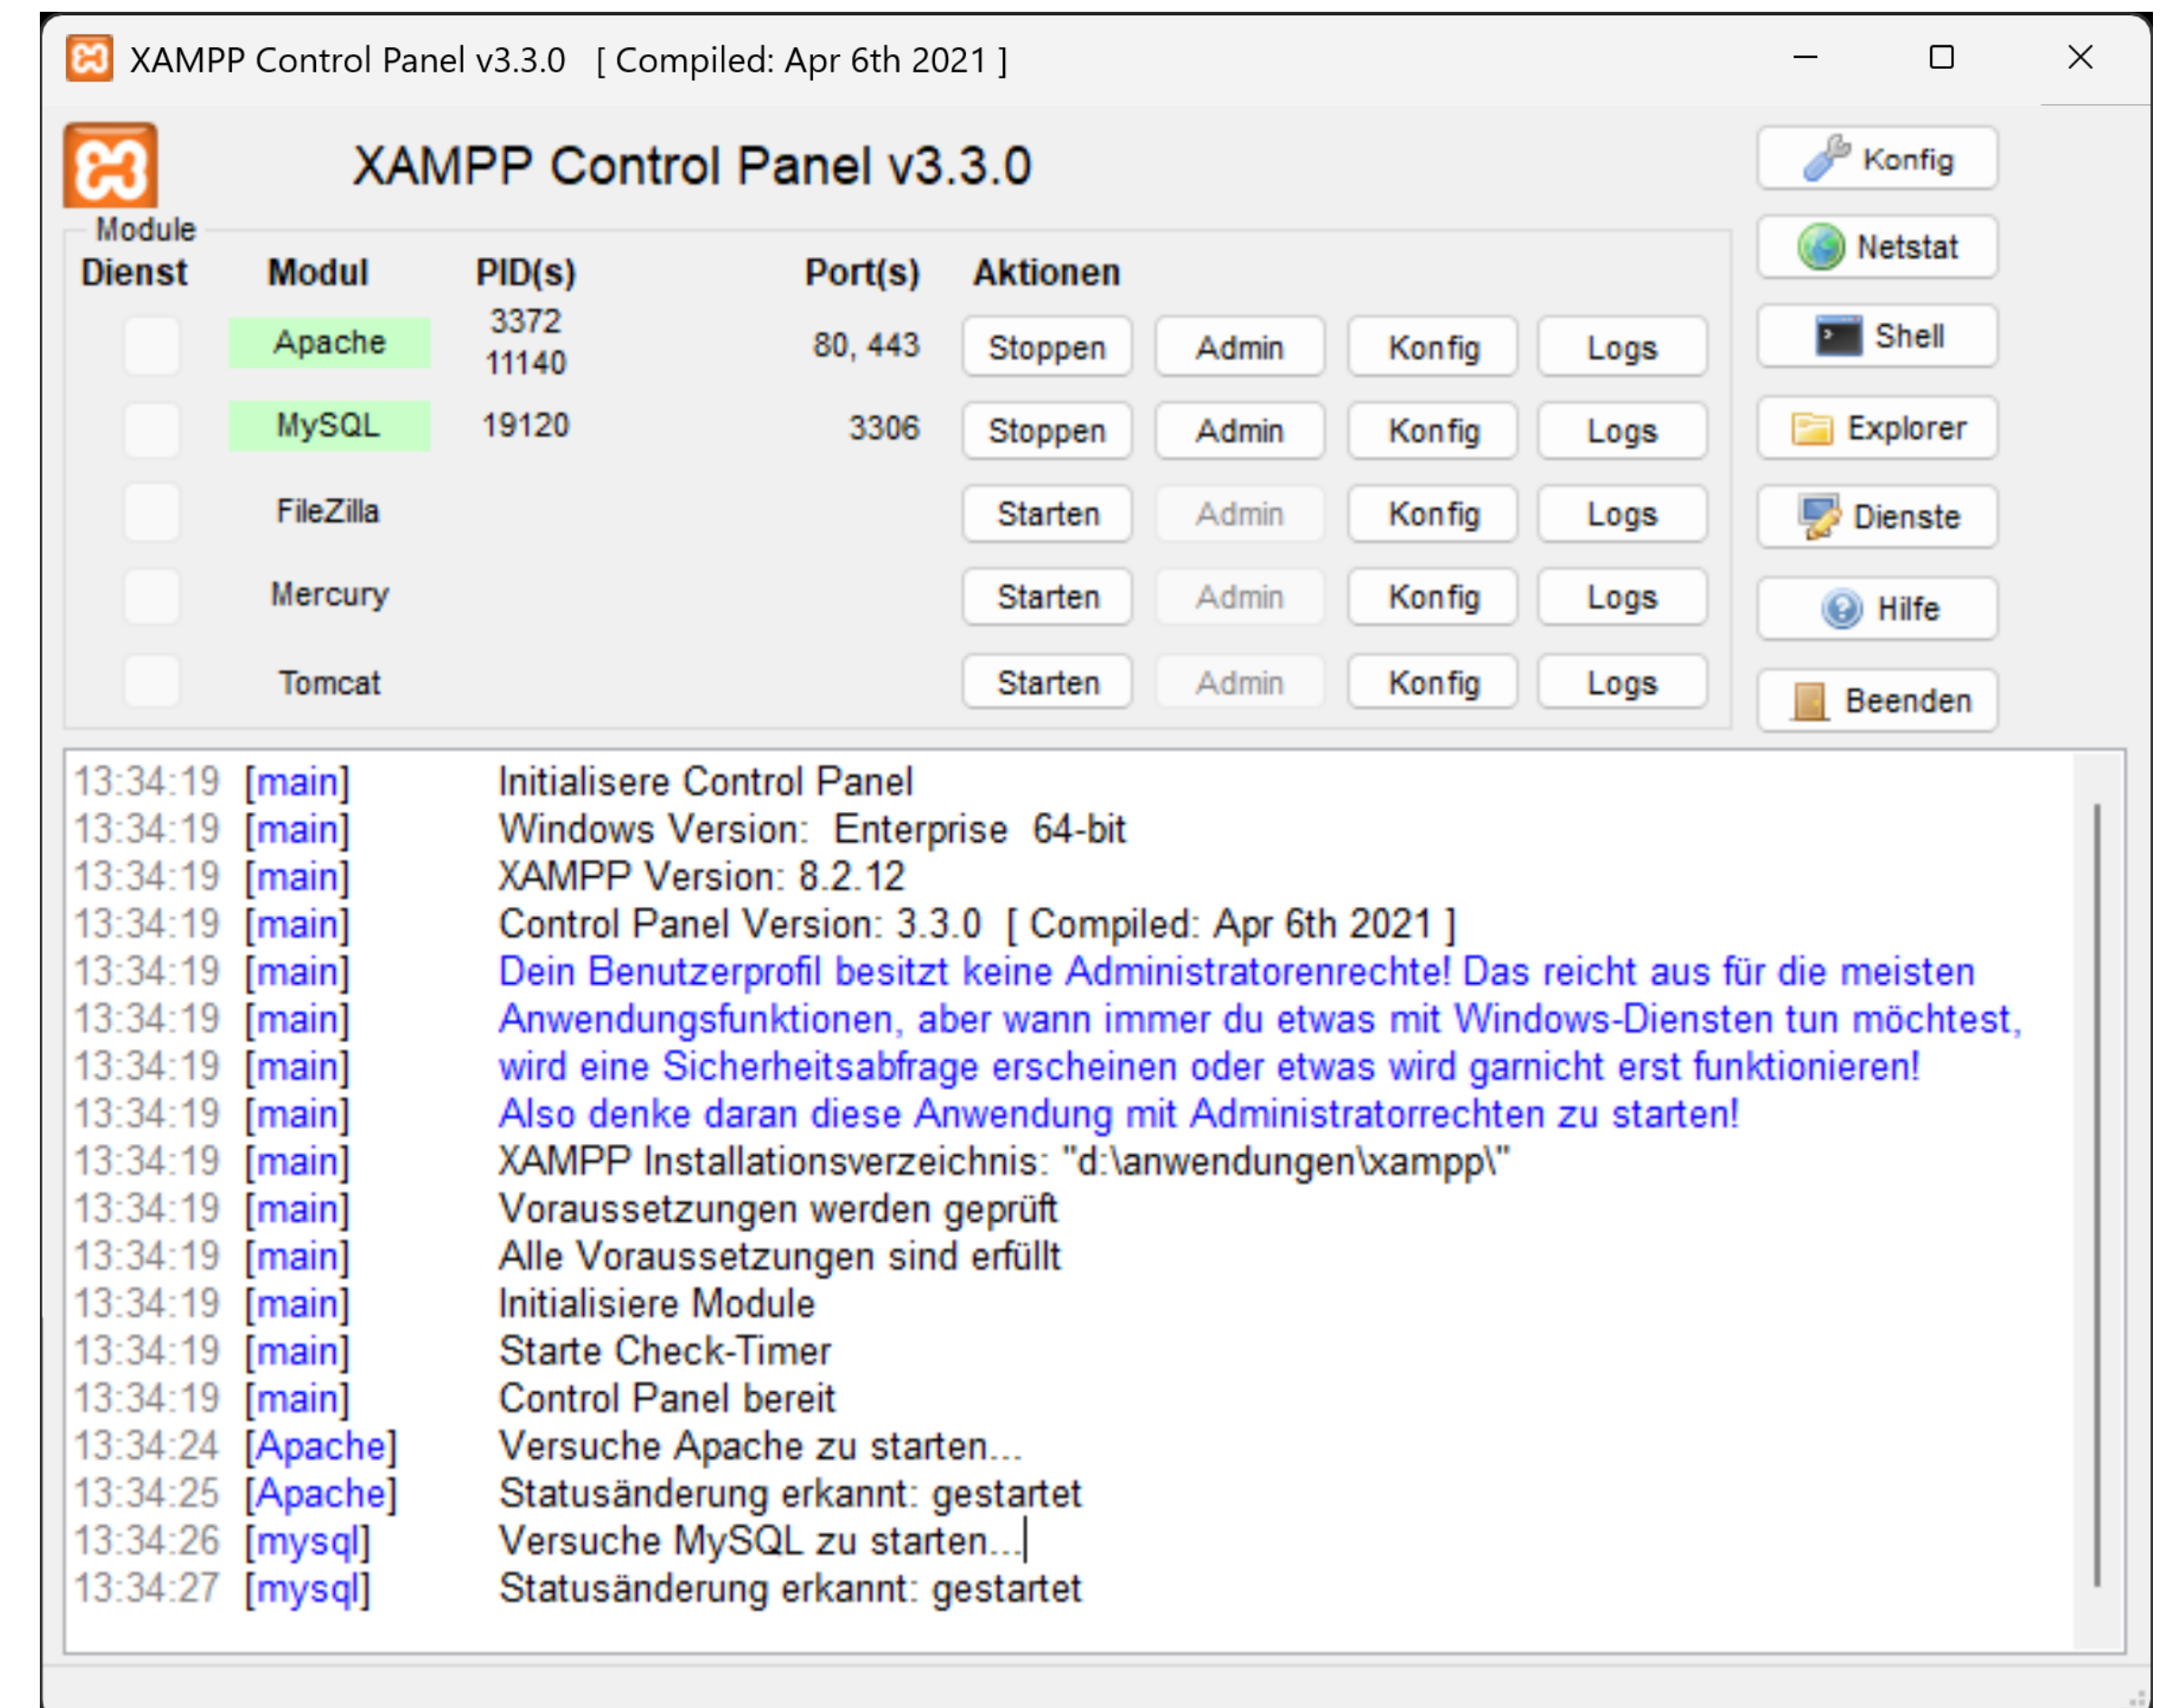 XAMPP Control Panel v3.3.0 [ Compiled: Apr 6th 2021 ]
XAMPP Control Panel v3.3.0
Konfig
Netstat
Shell
Explorer
Dienste
Hilfe
Beenden
Module
Dienst Modul PID(s) Port(s) Aktionen
Apache 3372 11140 80, 443 Stoppen Admin Konfig Logs
MySQL 19120 3306 Stoppen Admin Konfig Logs
FileZilla Starten Admin Konfig Logs
Mercury Starten Admin Konfig Logs
Tomcat Starten Admin Konfig Logs
13:34:19 [main] Initialisere Control Panel
13:34:19 [main] Windows Version: Enterprise 64-bit
13:34:19 [main] XAMPP Version: 8.2.12
13:34:19 [main] Control Panel Version: 3.3.0 [ Compiled: Apr 6th 2021 ]
13:34:19 [main] Dein Benutzerprofil besitzt keine Administratorenrechte! Das reicht aus für die meisten
13:34:19 [main] Anwendungsfunktionen, aber wann immer du etwas mit Windows-Diensten tun möchtest,
13:34:19 [main] wird eine Sicherheitsabfrage erscheinen oder etwas wird garnicht erst funktionieren!
13:34:19 [main] Also denke daran diese Anwendung mit Administratorrechten zu starten!
13:34:19 [main] XAMPP Installationsverzeichnis: "d:\anwendungen\xampp\"
13:34:19 [main] Voraussetzungen werden geprüft
13:34:19 [main] Alle Voraussetzungen sind erfüllt
13:34:19 [main] Initialisiere Module
13:34:19 [main] Starte Check-Timer
13:34:19 [main] Control Panel bereit
13:34:24 [Apache] Versuche Apache zu starten...
13:34:25 [Apache] Statusänderung erkannt: gestartet
13:34:26 [mysql] Versuche MySQL zu starten...
13:34:27 [mysql] Statusänderung erkannt: gestartet